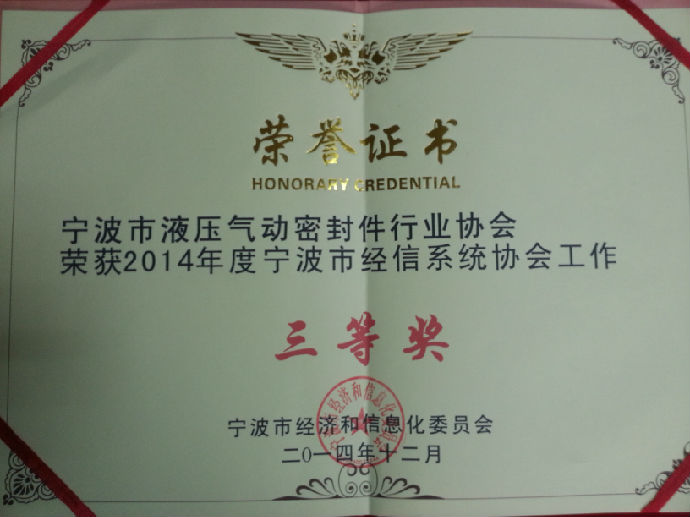 荣誉证书
HONORARY CREDENTIAL
宁波市液压气动密封件行业协会
荣获2014年度宁波市经信系统协会工作
三等奖
宁波市经济和信息化委员会
二〇一四年十二月